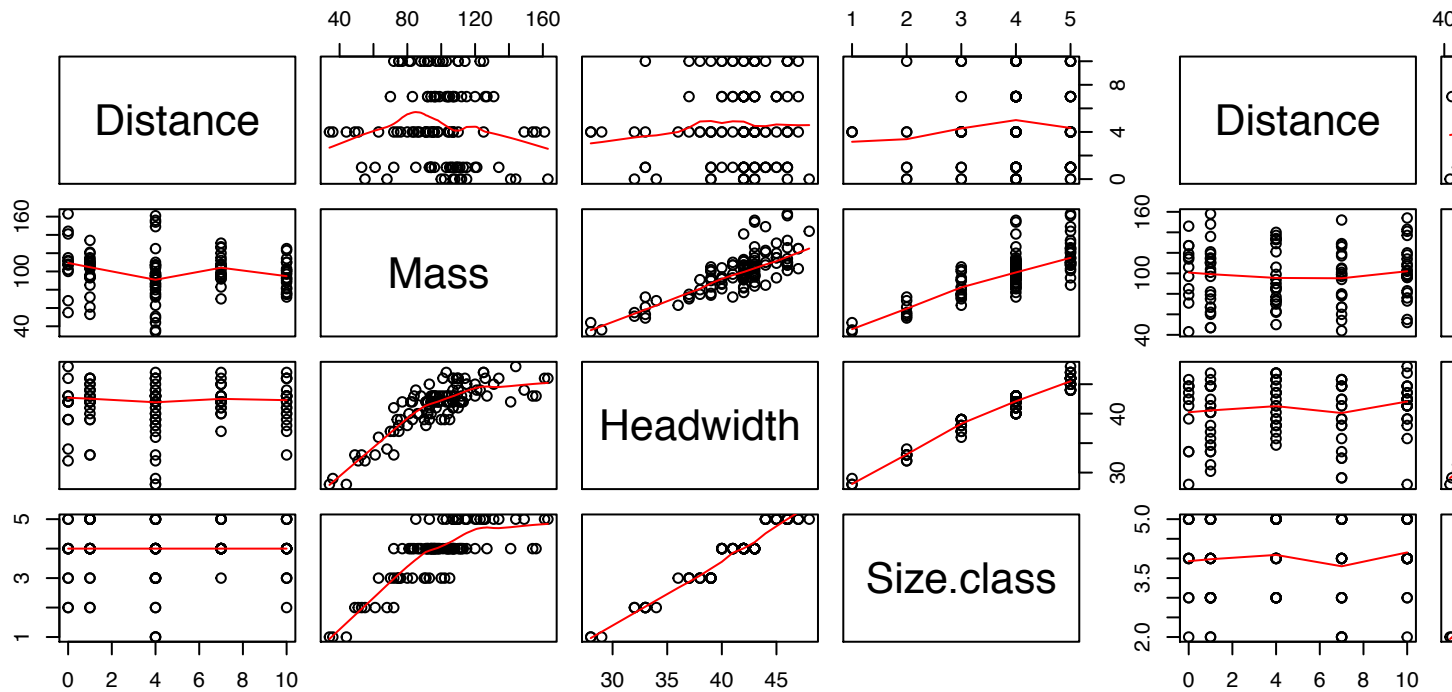 40 80 120 160 1 2 3 4 5 40
Distance 0 4 8 Distance
40 100 160 Mass 40 100 160
Headwidth 30 40
1 3 5 Size.class 2.0 3.5 5.0
0 2 4 6 8 10 30 35 40 45 0 2 4 6 8 10